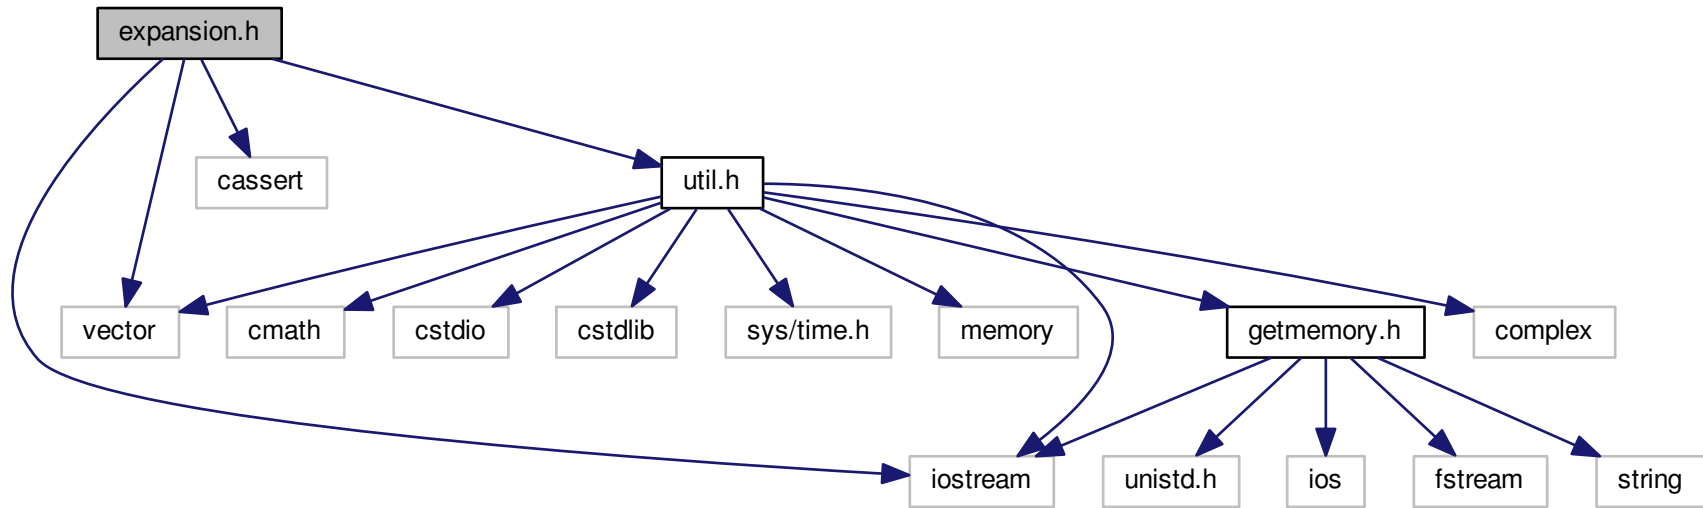 expansion.h
cassert
util.h
vector
cmath
cstdio
cstdlib
sys/time.h
memory
getmemory.h
complex
iostream
unistd.h
ios
fstream
string